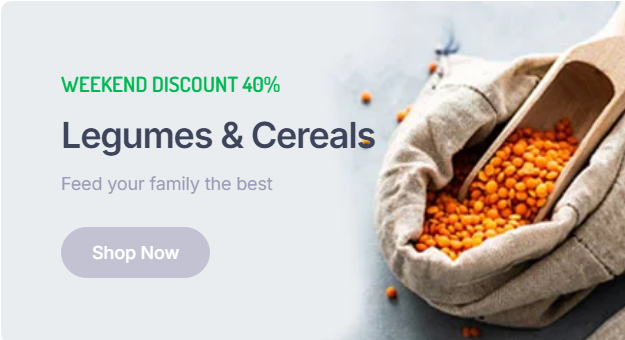 WEEKEND DISCOUNT 40%
Legumes & Cereals
Feed your family the best
Shop Now